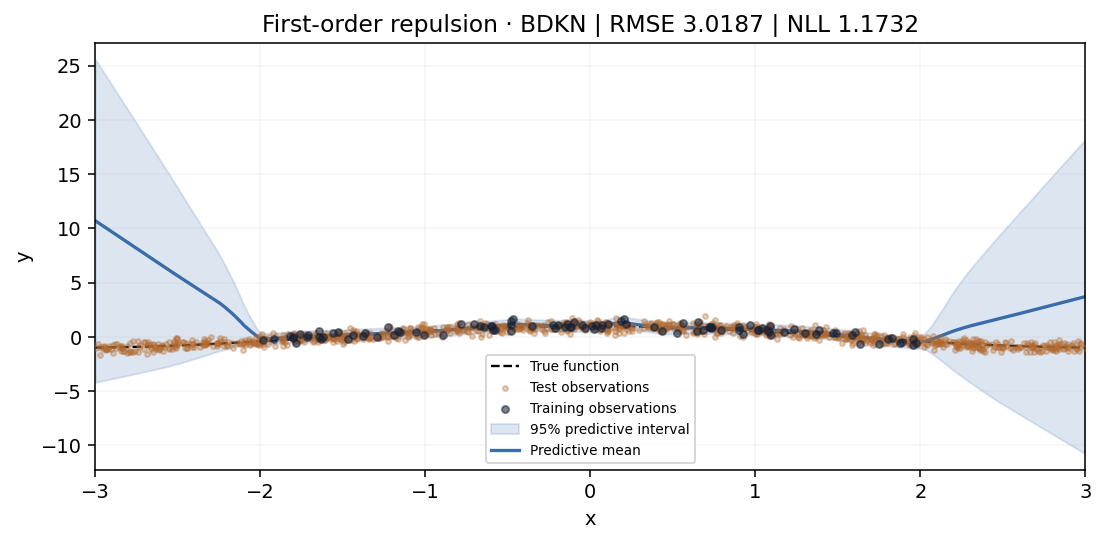 First-order repulsion · BDKN | RMSE 3.0187 | NLL 1.1732
25
20
15
10
5
0
−5
−10
y
True function
Test observations
Training observations
95% predictive interval
Predictive mean
−3 −2 −1 0 1 2 3
x